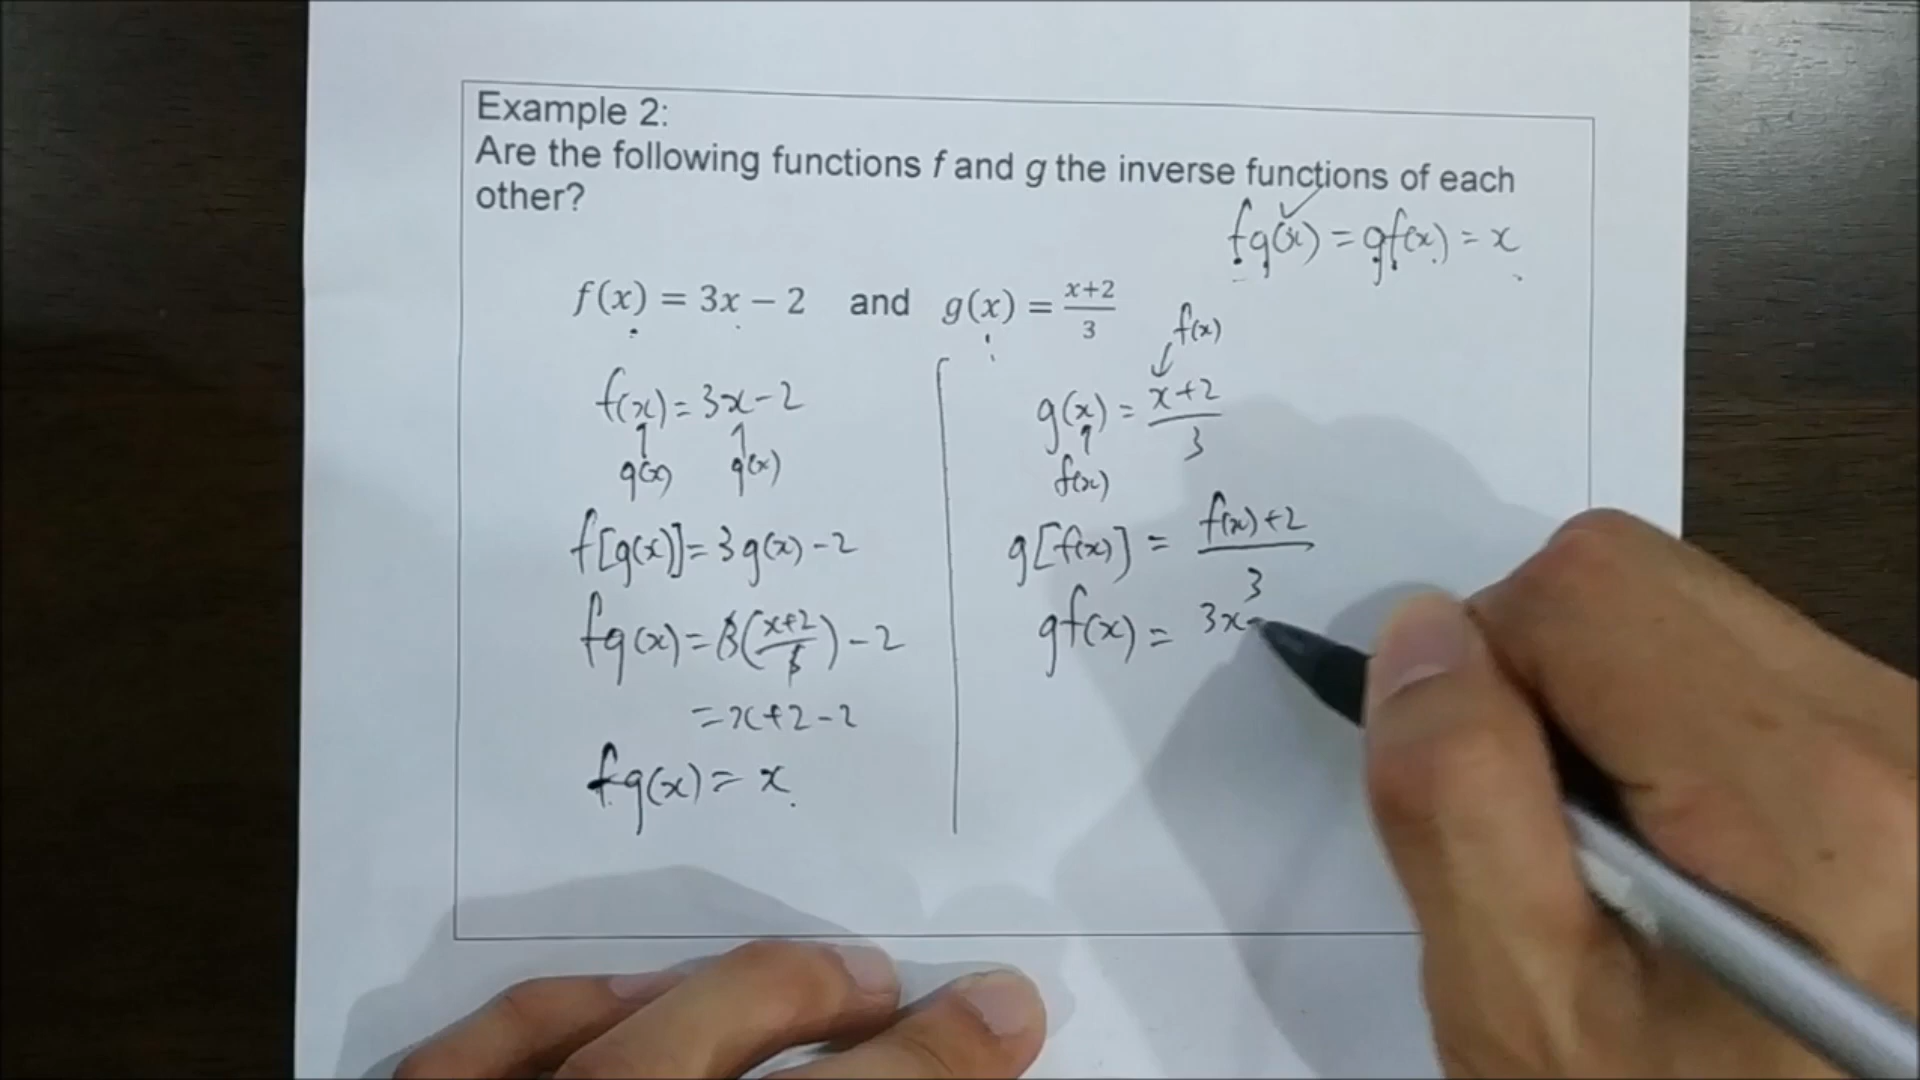 Example 2:
Are the following functions f and g the inverse functions of each
other?
fg(x) = gf(x) = x
f(x) = 3x − 2 and g(x) = x+2/3
f(x) = 3x - 2
g(x) g(x)
f[g(x)] = 3g(x) - 2
fg(x) = 3(x+2/3) - 2
= x + 2 - 2
fg(x) = x
f(x)
g(x) = x+2/3
f(x)
g[f(x)] = f(x)+2/3
gf(x) = 3x-